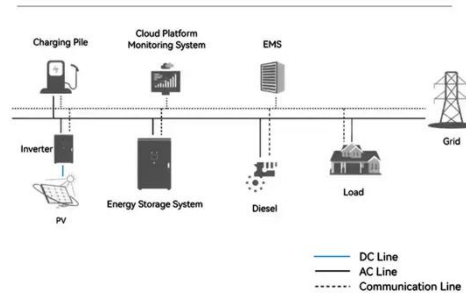 Charging Pile
Cloud Platform
Monitoring System
EMS
Grid
Inverter
PV
Energy Storage System
Diesel
Load
DC Line
AC Line
Communication Line